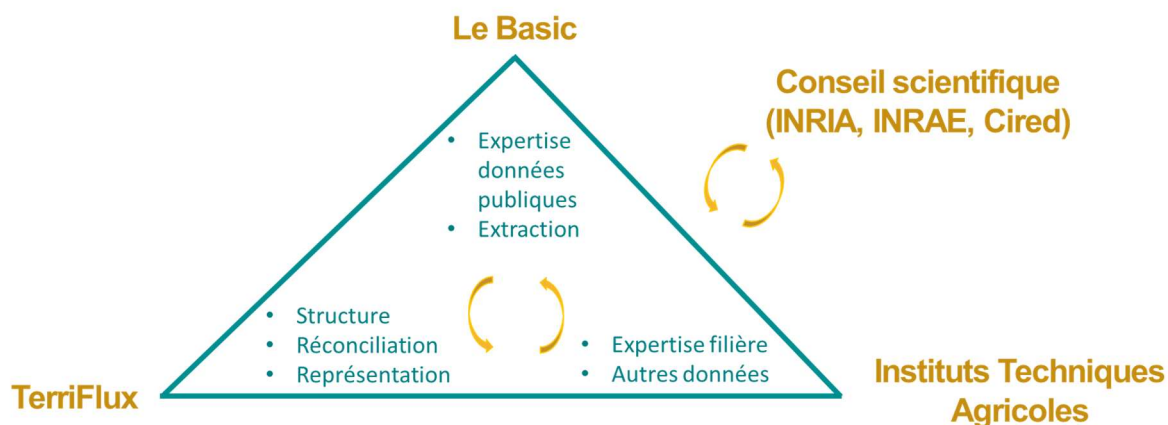 Le Basic
Conseil scientifique
(INRIA, INRAE, Cired)
• Expertise
données
publiques
• Extraction
• Structure
• Réconciliation
• Représentation
• Expertise filière
• Autres données
TerriFlux
Instituts Techniques
Agricoles